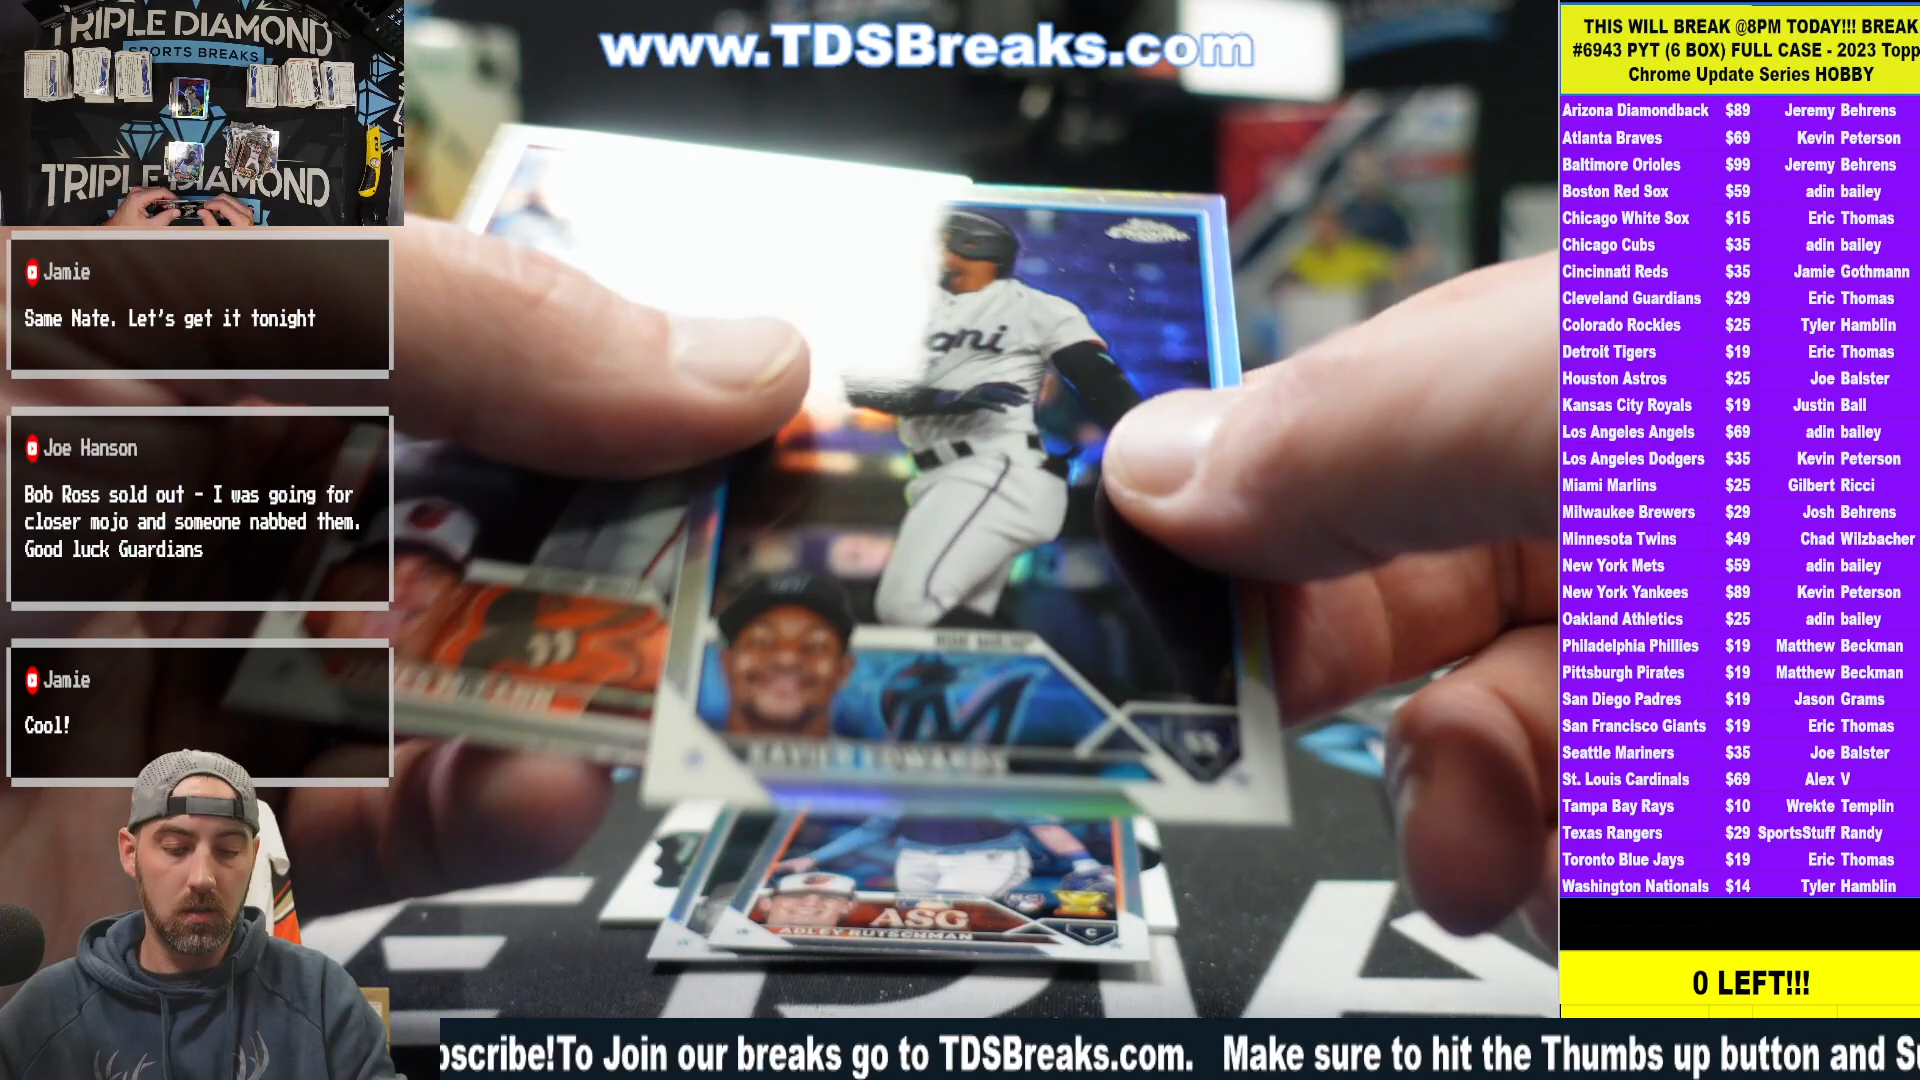 TRIPLE DIAMOND
SPORTS BREAKS
TRIPLE DIAMOND
www.TDSBreaks.com
Jamie
Same Nate. Let's get it tonight
Joe Hanson
Bob Ross sold out - I was going for
closer mojo and someone nabbed them.
Good luck Guardians
Jamie
Cool!
XAVIER EDWARDS
SS
ASG
ADLEY RUTSCHMAN
C
THIS WILL BREAK @8PM TODAY!!! BREAK
#6943 PYT (6 BOX) FULL CASE - 2023 Topp
Chrome Update Series HOBBY
Arizona Diamondback $89 Jeremy Behrens
Atlanta Braves $69 Kevin Peterson
Baltimore Orioles $99 Jeremy Behrens
Boston Red Sox $59 adin bailey
Chicago White Sox $15 Eric Thomas
Chicago Cubs $35 adin bailey
Cincinnati Reds $35 Jamie Gothmann
Cleveland Guardians $29 Eric Thomas
Colorado Rockies $25 Tyler Hamblin
Detroit Tigers $19 Eric Thomas
Houston Astros $25 Joe Balster
Kansas City Royals $19 Justin Ball
Los Angeles Angels $69 adin bailey
Los Angeles Dodgers $35 Kevin Peterson
Miami Marlins $25 Gilbert Ricci
Milwaukee Brewers $29 Josh Behrens
Minnesota Twins $49 Chad Wilzbacher
New York Mets $59 adin bailey
New York Yankees $89 Kevin Peterson
Oakland Athletics $25 adin bailey
Philadelphia Phillies $19 Matthew Beckman
Pittsburgh Pirates $19 Matthew Beckman
San Diego Padres $19 Jason Grams
San Francisco Giants $19 Eric Thomas
Seattle Mariners $35 Joe Balster
St. Louis Cardinals $69 Alex V
Tampa Bay Rays $10 Wrekte Templin
Texas Rangers $29 SportsStuff Randy
Toronto Blue Jays $19 Eric Thomas
Washington Nationals $14 Tyler Hamblin
0 LEFT!!!
bscribe!To Join our breaks go to TDSBreaks.com. Make sure to hit the Thumbs up button and Su